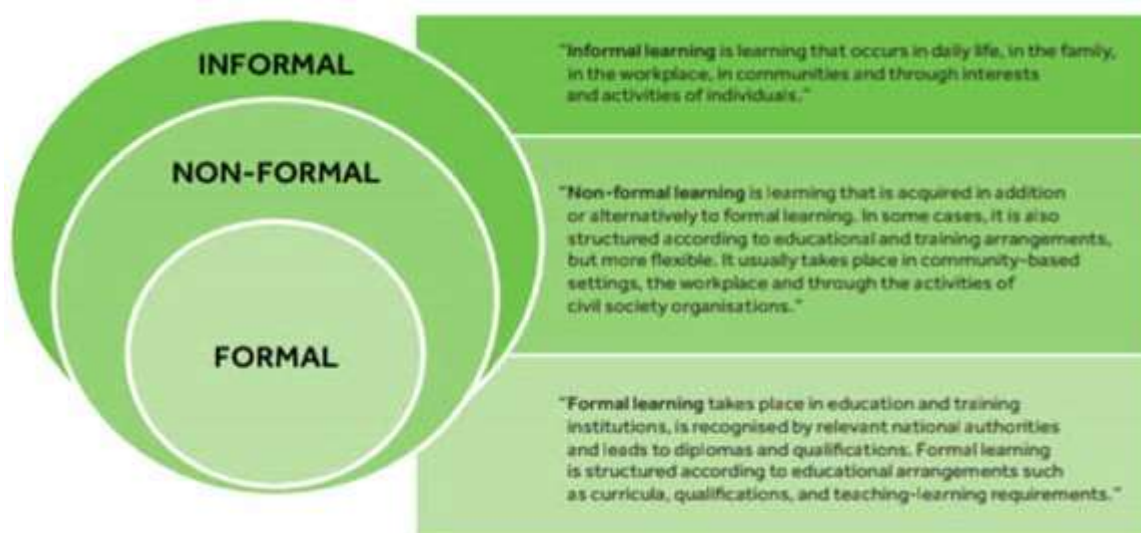 INFORMAL
"Informal learning is learning that occurs in daily life, in the family,
in the workplace, in communities and through interests
and activities of individuals."
NON-FORMAL
"Non-formal learning is learning that is acquired in addition
or alternatively to formal learning. In some cases, it is also
structured according to educational and training arrangements,
but more flexible. It usually takes place in community-based
settings, the workplace and through the activities of
civil society organisations."
FORMAL
"Formal learning takes place in education and training
institutions, is recognised by relevant national authorities
and leads to diplomas and qualifications. Formal learning
is structured according to educational arrangements such
as curricula, qualifications, and teaching-learning requirements."